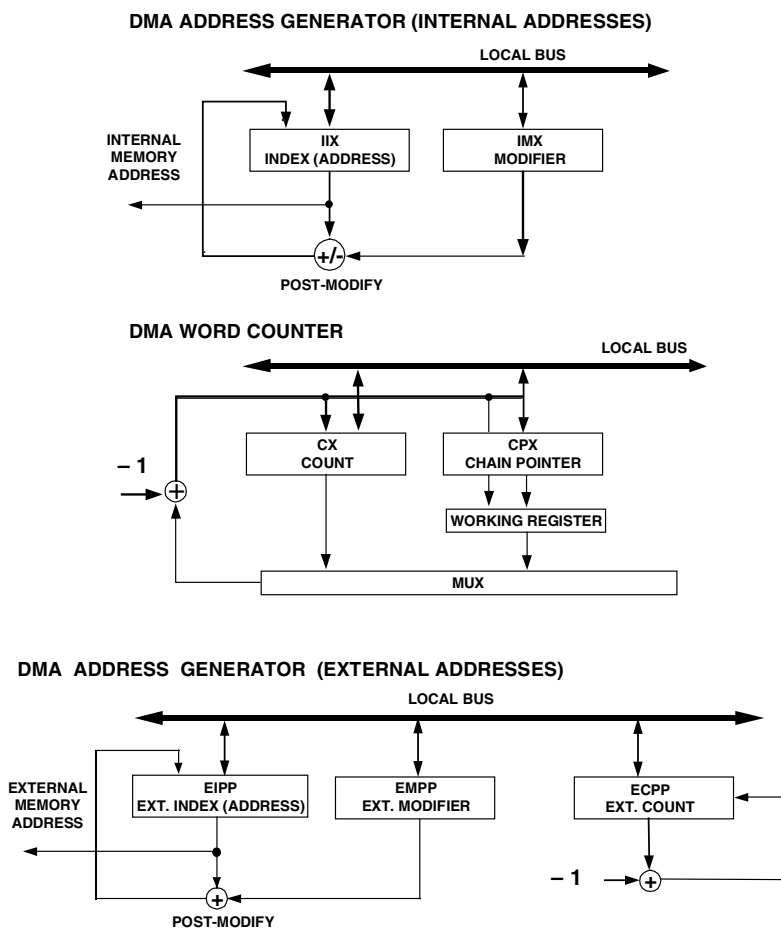 DMA ADDRESS GENERATOR (INTERNAL ADDRESSES)
LOCAL BUS
INTERNAL
MEMORY
ADDRESS
IIX
INDEX (ADDRESS)
IMX
MODIFIER
+/-
POST-MODIFY
DMA WORD COUNTER
LOCAL BUS
CX
COUNT
CPX
CHAIN POINTER
– 1
+
WORKING REGISTER
MUX
DMA ADDRESS GENERATOR (EXTERNAL ADDRESSES)
LOCAL BUS
EXTERNAL
MEMORY
ADDRESS
EIPP
EXT. INDEX (ADDRESS)
EMPP
EXT. MODIFIER
ECPP
EXT. COUNT
+
POST-MODIFY
– 1
+